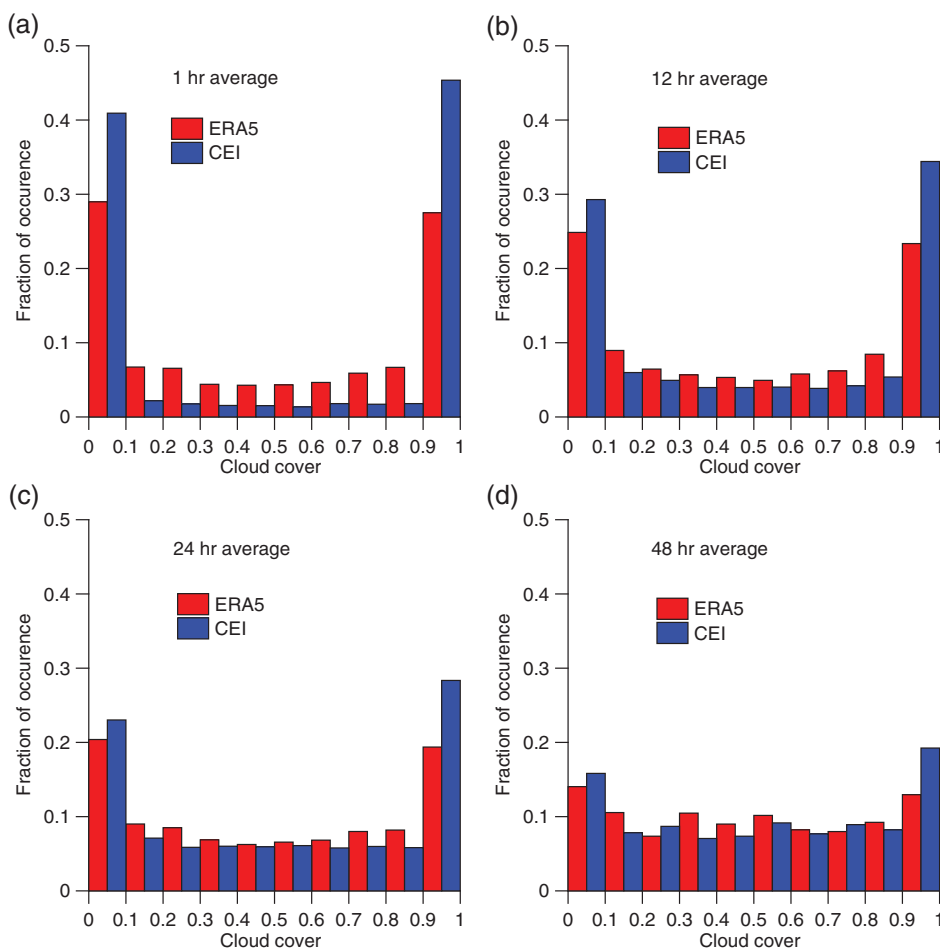 (a)
0.5
0.4
0.3
0.2
0.1
0
Fraction of occurence
1 hr average
ERA5
CEI
0 0.1 0.2 0.3 0.4 0.5 0.6 0.7 0.8 0.9 1
Cloud cover
(b)
0.5
0.4
0.3
0.2
0.1
0
Fraction of occurence
12 hr average
ERA5
CEI
0 0.1 0.2 0.3 0.4 0.5 0.6 0.7 0.8 0.9 1
Cloud cover
(c)
0.5
0.4
0.3
0.2
0.1
0
Fraction of occurence
24 hr average
ERA5
CEI
0 0.1 0.2 0.3 0.4 0.5 0.6 0.7 0.8 0.9 1
Cloud cover
(d)
0.5
0.4
0.3
0.2
0.1
0
Fraction of occurence
48 hr average
ERA5
CEI
0 0.1 0.2 0.3 0.4 0.5 0.6 0.7 0.8 0.9 1
Cloud cover